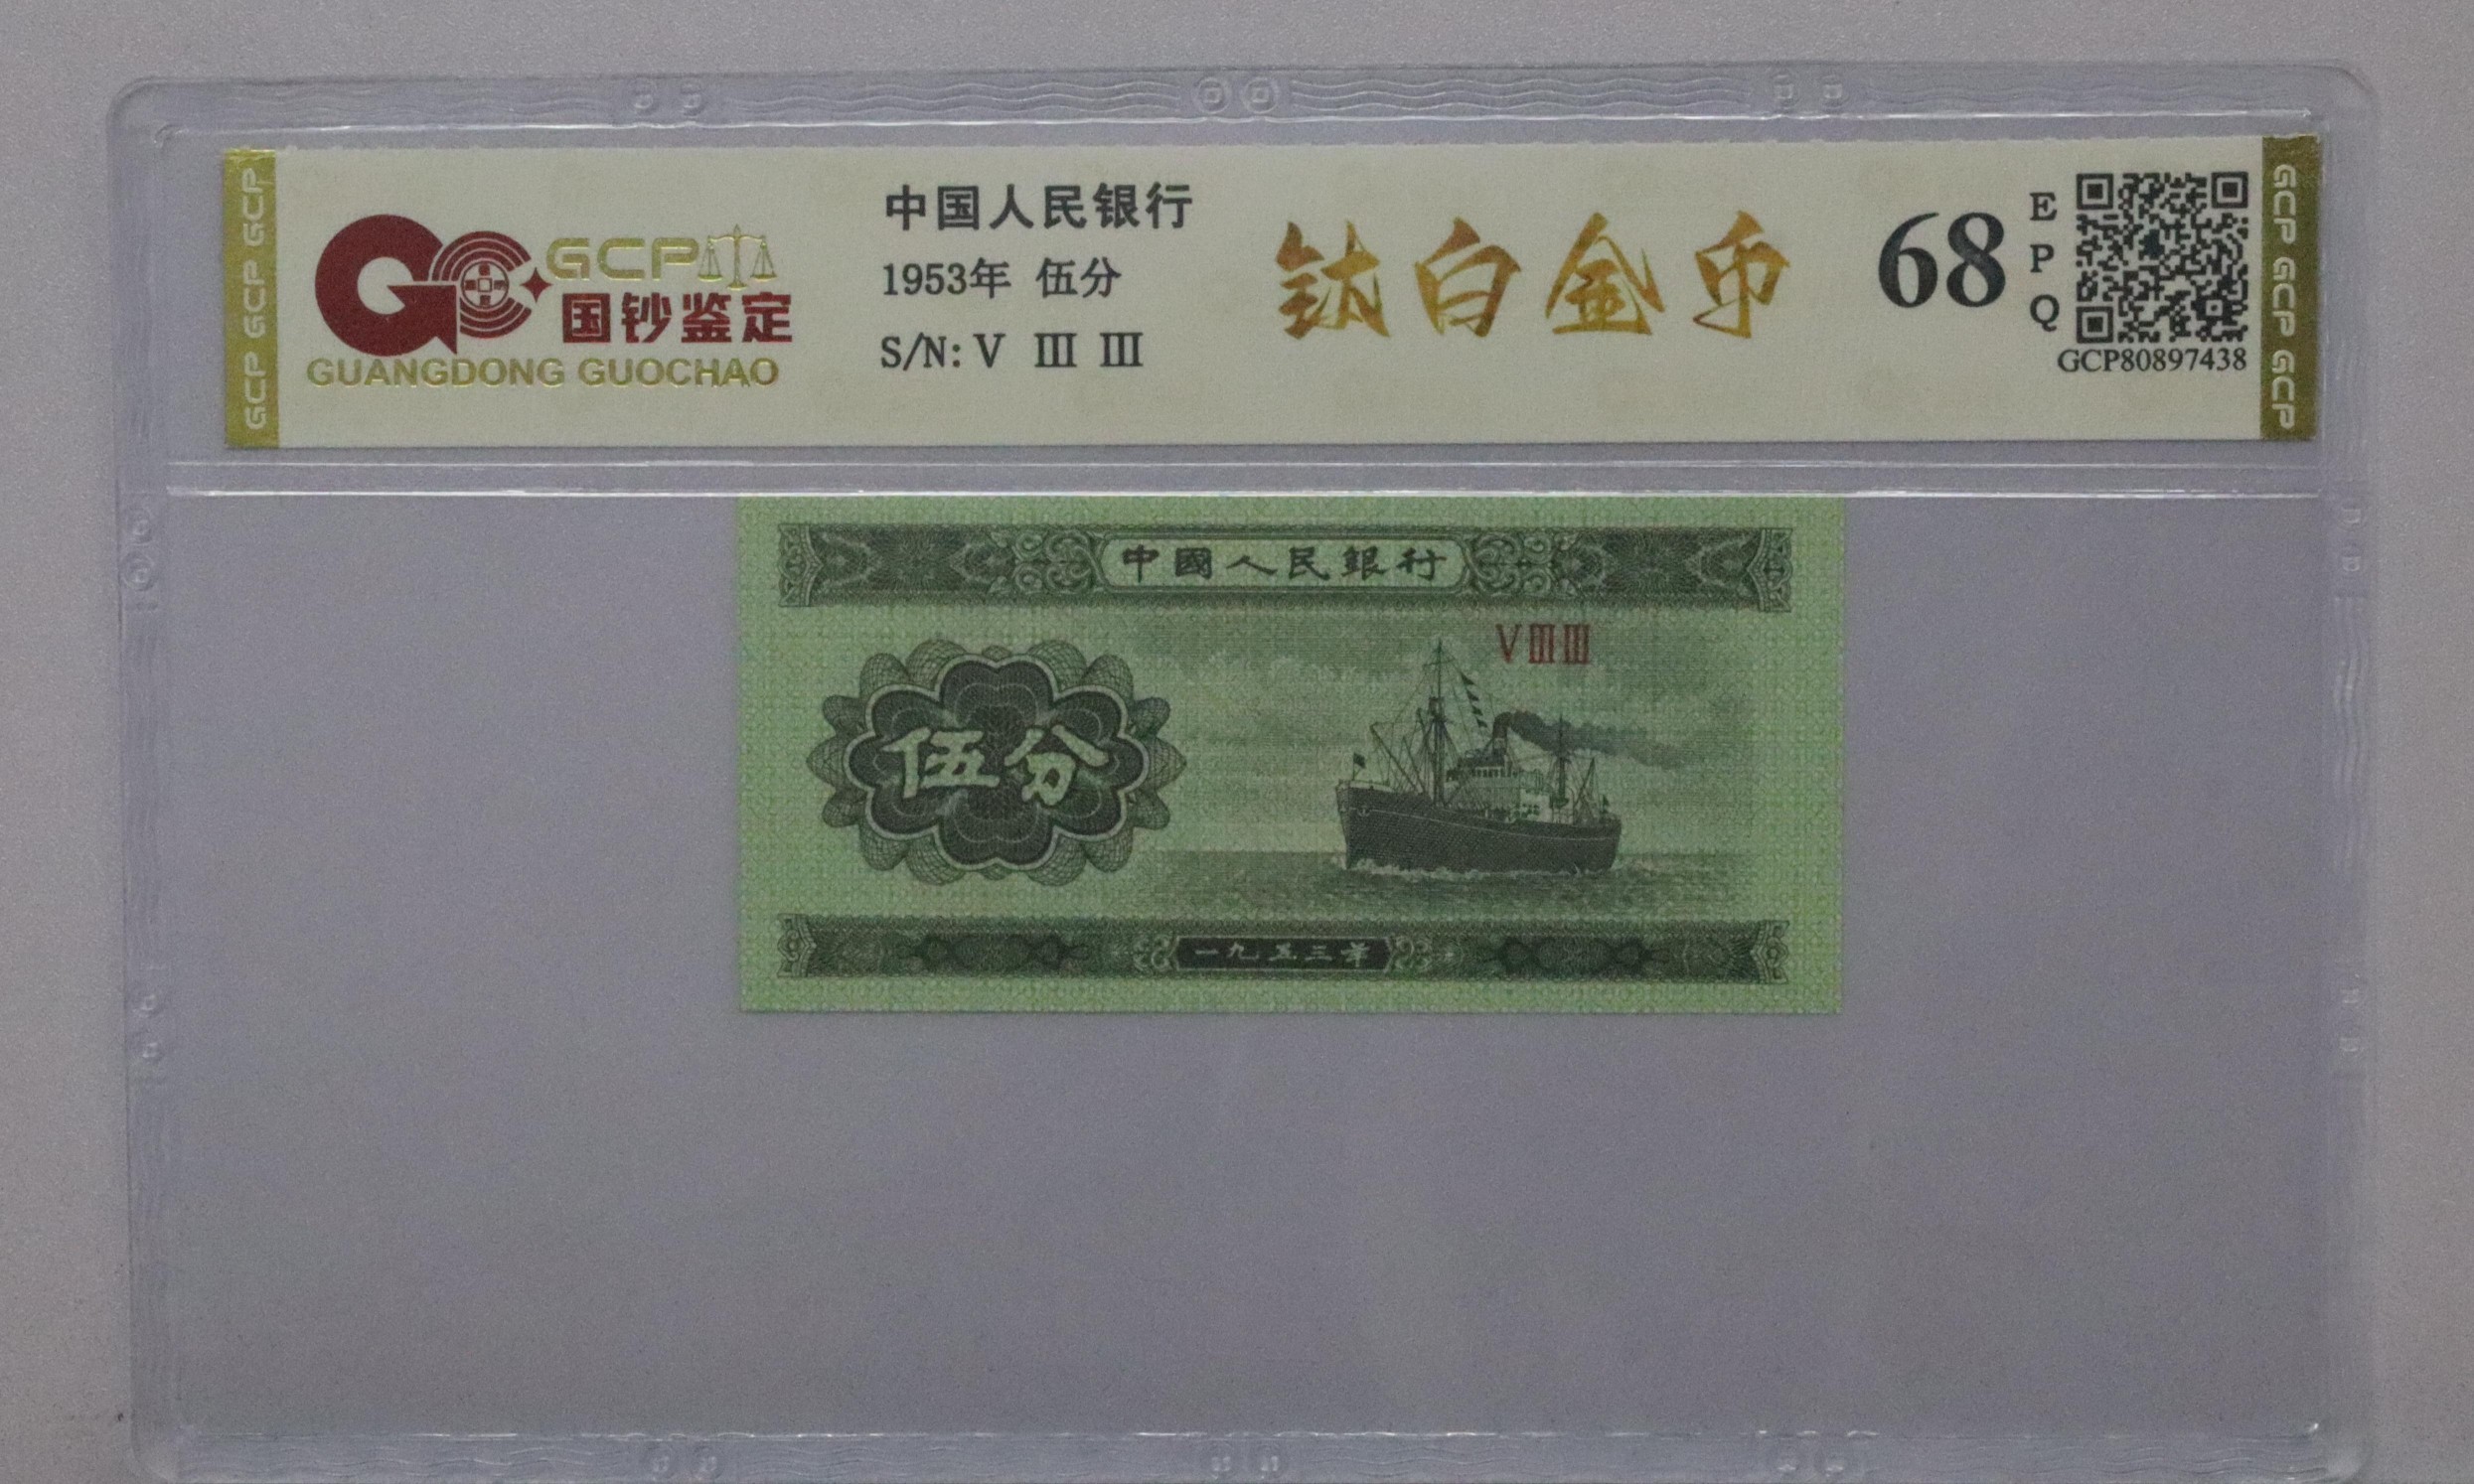 GCP GCP GCP
GCP
国钞鉴定
GUANGDONG GUOCHAO
中国人民银行
1953年 伍分
S/N: V III III
钛白金币
68
E
P
Q
GCP80897438
GCP GCP GCP
中國人民銀行
V III III
伍分
一九五三年